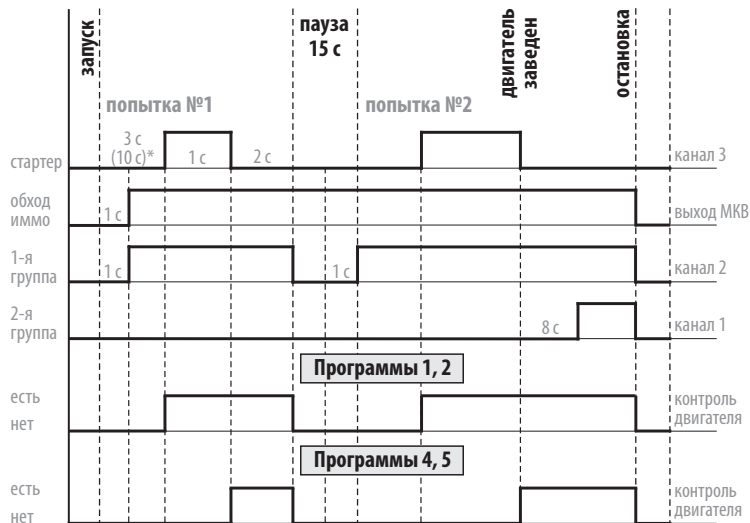 запуск
пауза
15 с
двигатель
заведен
остановка
попытка №1
попытка №2
стартер
3 с
(10 с)*
1 с
2 с
канал 3
обход
иммо
1 с
выход МКВ
1-я
группа
1 с
1 с
канал 2
2-я
группа
8 с
канал 1
Программы 1, 2
есть
нет
контроль
двигателя
Программы 4, 5
есть
нет
контроль
двигателя